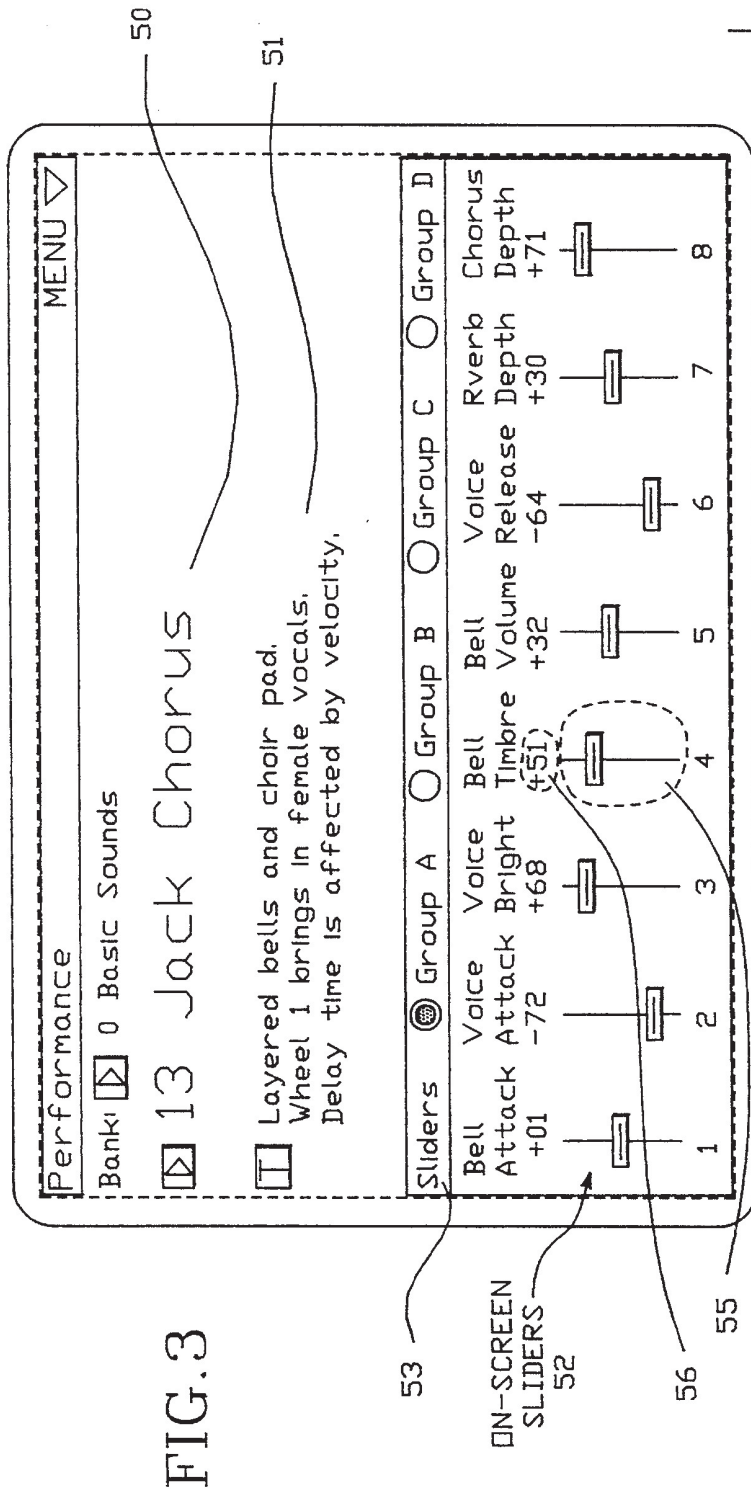 FIG.3
Performance MENU
Bank: 0 Basic Sounds
13 Jack Chorus
T Layered bells and choir pad.
Wheel 1 brings in female vocals.
Delay time is affected by velocity.
Sliders Group A Group B Group C Group D
Bell Voice Voice Bell Bell Voice Rverb Chorus
Attack Attack Bright Timbre Volume Release Depth Depth
+01 -72 +68 +51 +32 -64 +30 +71
1 2 3 4 5 6 7 8
50
51
53
ON-SCREEN
SLIDERS
52
56
55